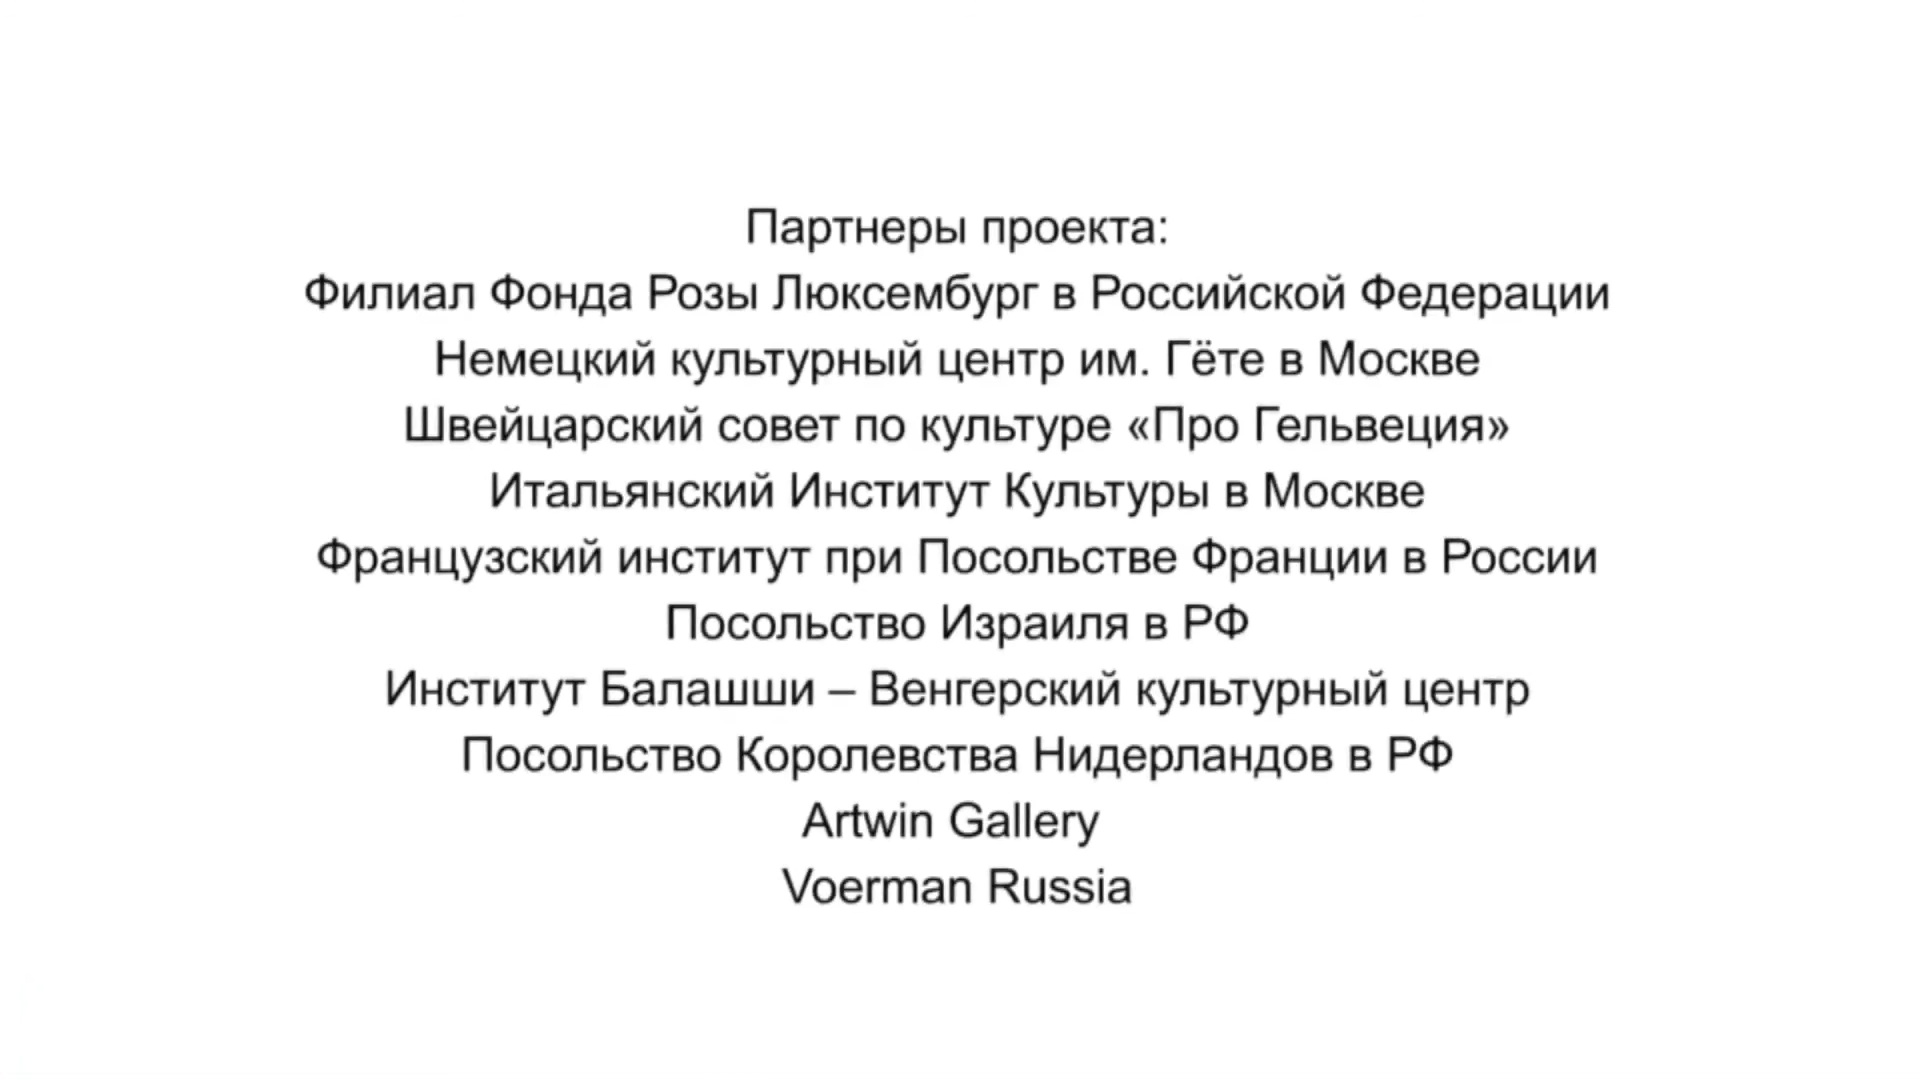 Партнеры проекта:
Филиал Фонда Розы Люксембург в Российской Федерации
Немецкий культурный центр им. Гёте в Москве
Швейцарский совет по культуре «Про Гельвеция»
Итальянский Институт Культуры в Москве
Французский институт при Посольстве Франции в России
Посольство Израиля в РФ
Институт Балашши – Венгерский культурный центр
Посольство Королевства Нидерландов в РФ
Artwin Gallery
Voerman Russia